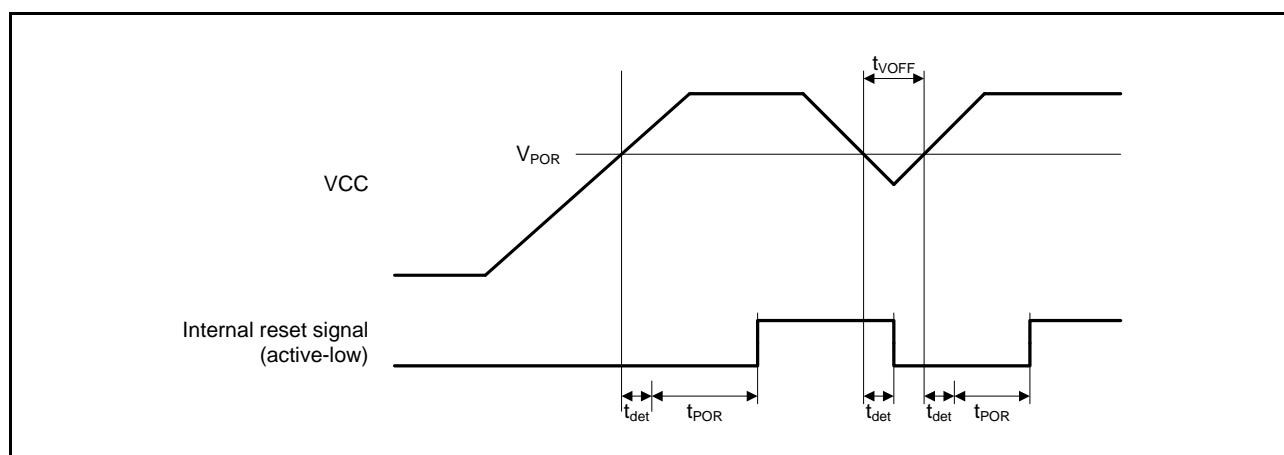 tVOFF
VPOR
VCC
Internal reset signal
(active-low)
tdet tPOR tdet tdet tPOR